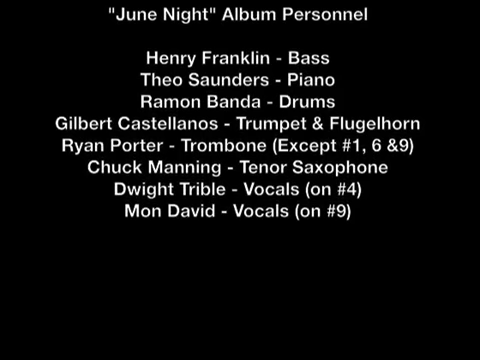 "June Night" Album Personnel
Henry Franklin - Bass
Theo Saunders - Piano
Ramon Banda - Drums
Gilbert Castellanos - Trumpet & Flugelhorn
Ryan Porter - Trombone (Except #1, 6 &9)
Chuck Manning - Tenor Saxophone
Dwight Trible - Vocals (on #4)
Mon David - Vocals (on #9)